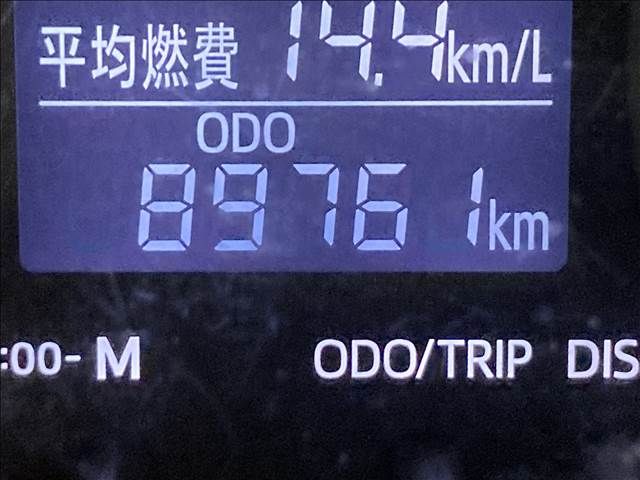 平均燃費 14.4km/L
ODO
89761km
:00- M ODO/TRIP DIS